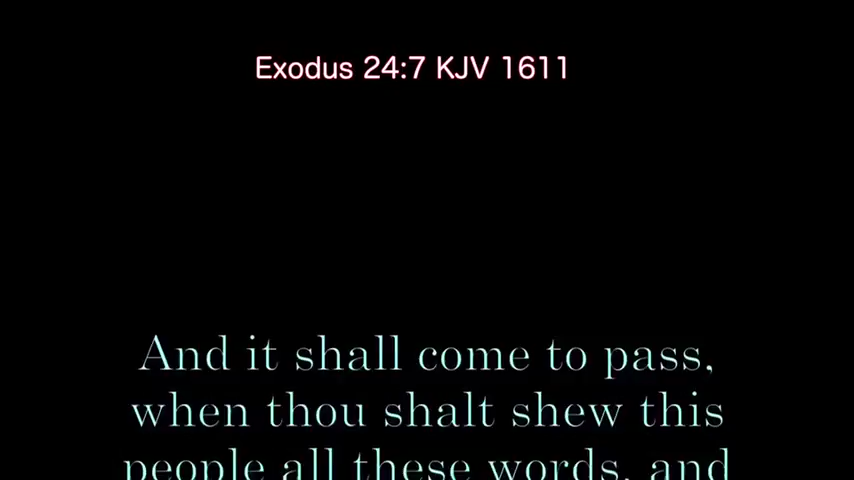 Exodus 24:7 KJV 1611
And it shall come to pass,
when thou shalt shew this
people all these words, and